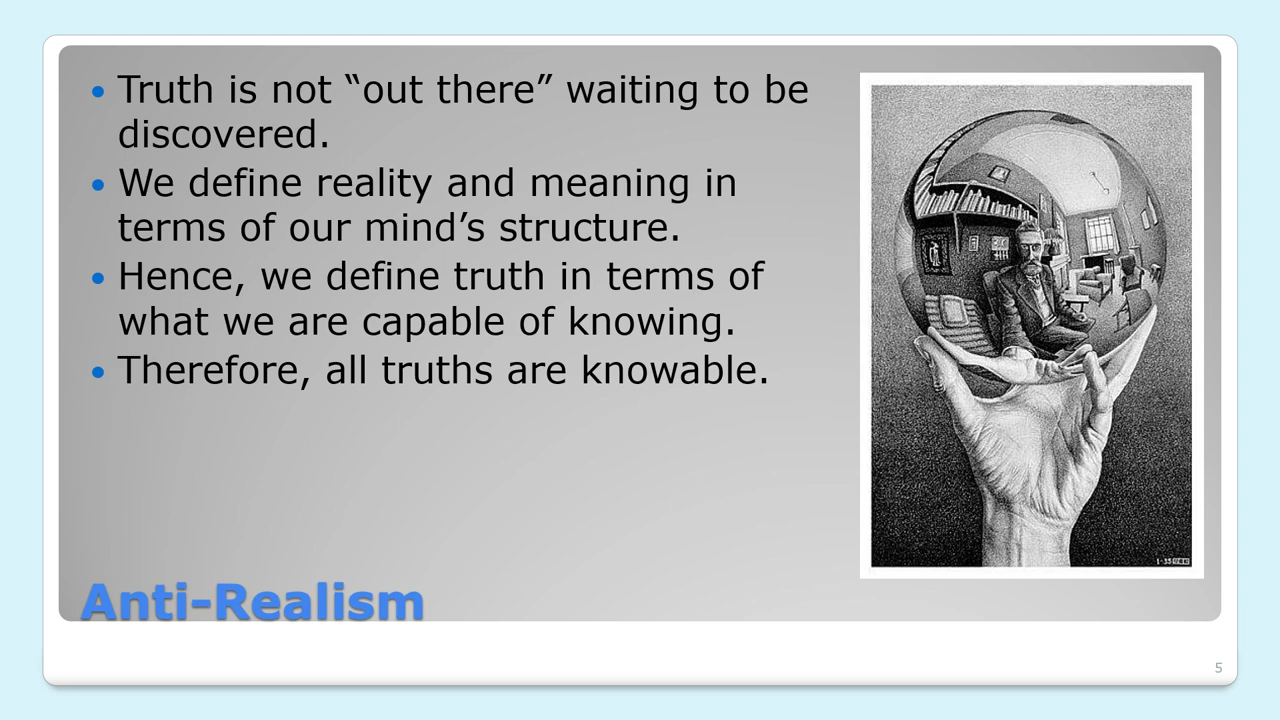 • Truth is not “out there” waiting to be
discovered.
• We define reality and meaning in
terms of our mind’s structure.
• Hence, we define truth in terms of
what we are capable of knowing.
• Therefore, all truths are knowable.
Anti-Realism
5